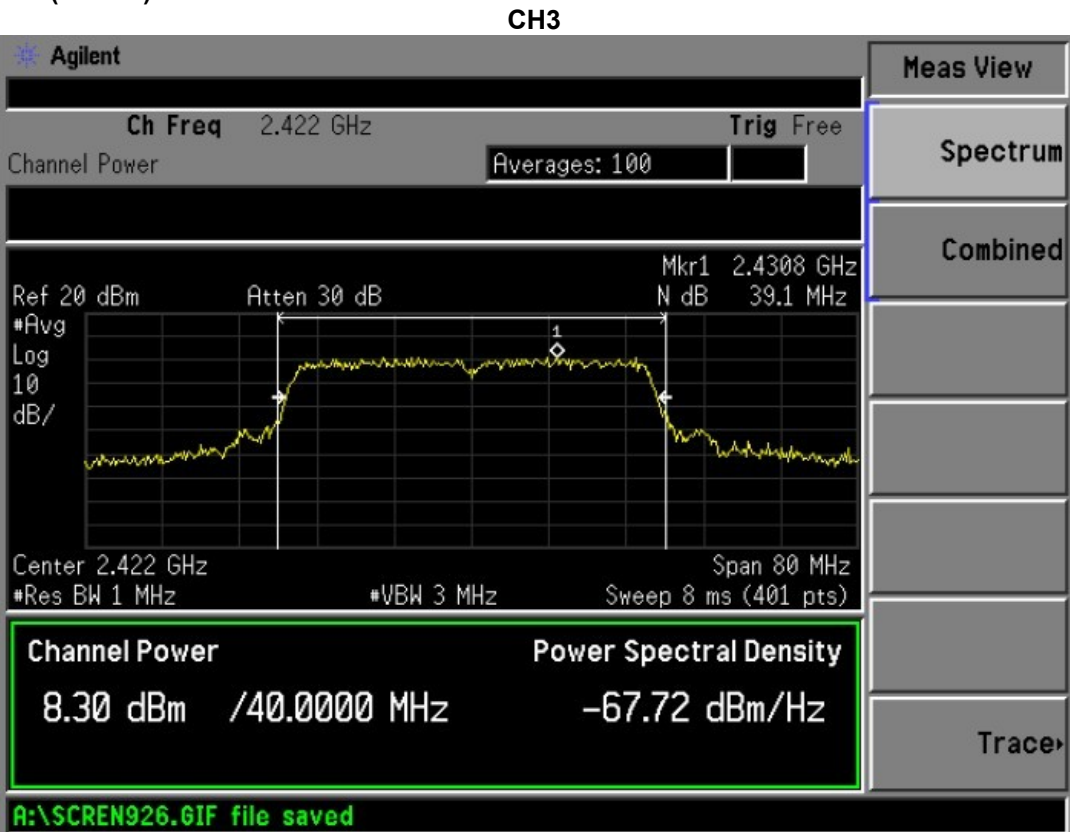 CH3
Agilent
Meas View
Ch Freq 2.422 GHz Trig Free
Channel Power Averages: 100
Spectrum
Combined
Mkr1 2.4308 GHz
Ref 20 dBm Atten 30 dB N dB 39.1 MHz
#Avg
Log
10
dB/
1
Center 2.422 GHz Span 80 MHz
#Res BW 1 MHz #VBW 3 MHz Sweep 8 ms (401 pts)
Channel Power Power Spectral Density
8.30 dBm /40.0000 MHz -67.72 dBm/Hz
Trace
A:\SCREN926.GIF file saved